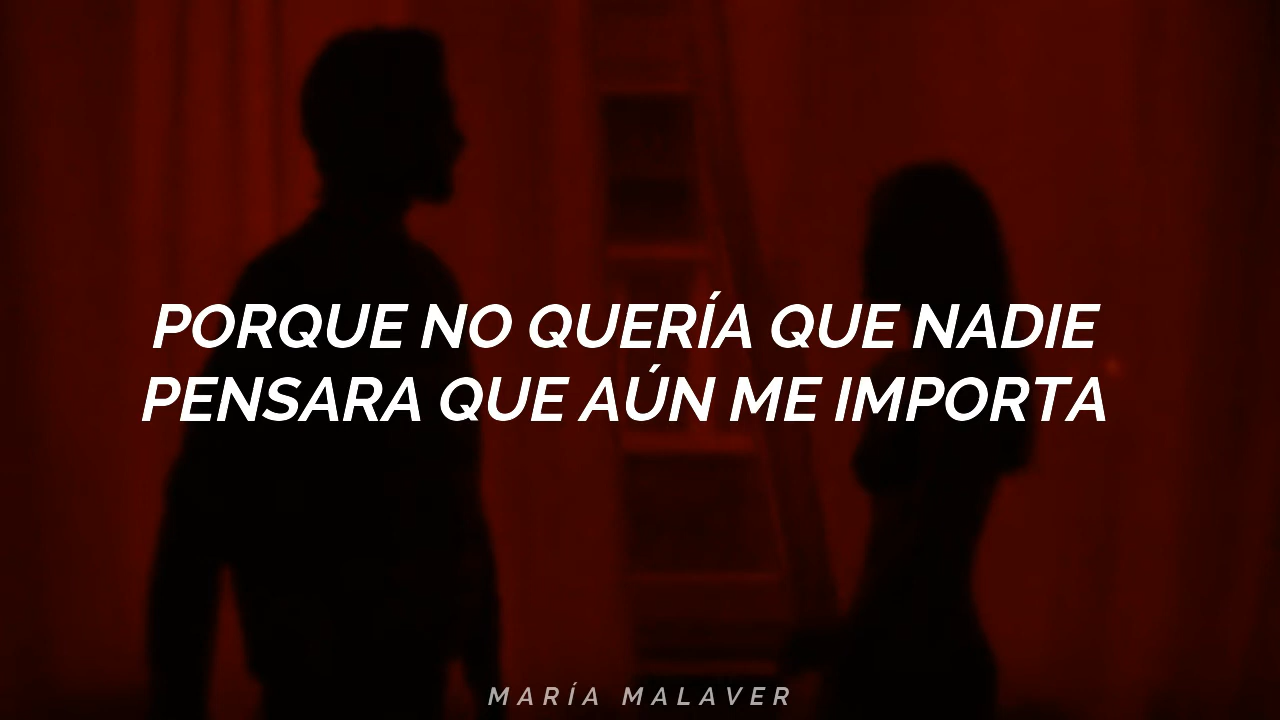 PORQUE NO QUERÍA QUE NADIE
PENSARA QUE AÚN ME IMPORTA
MARÍA MALAVER